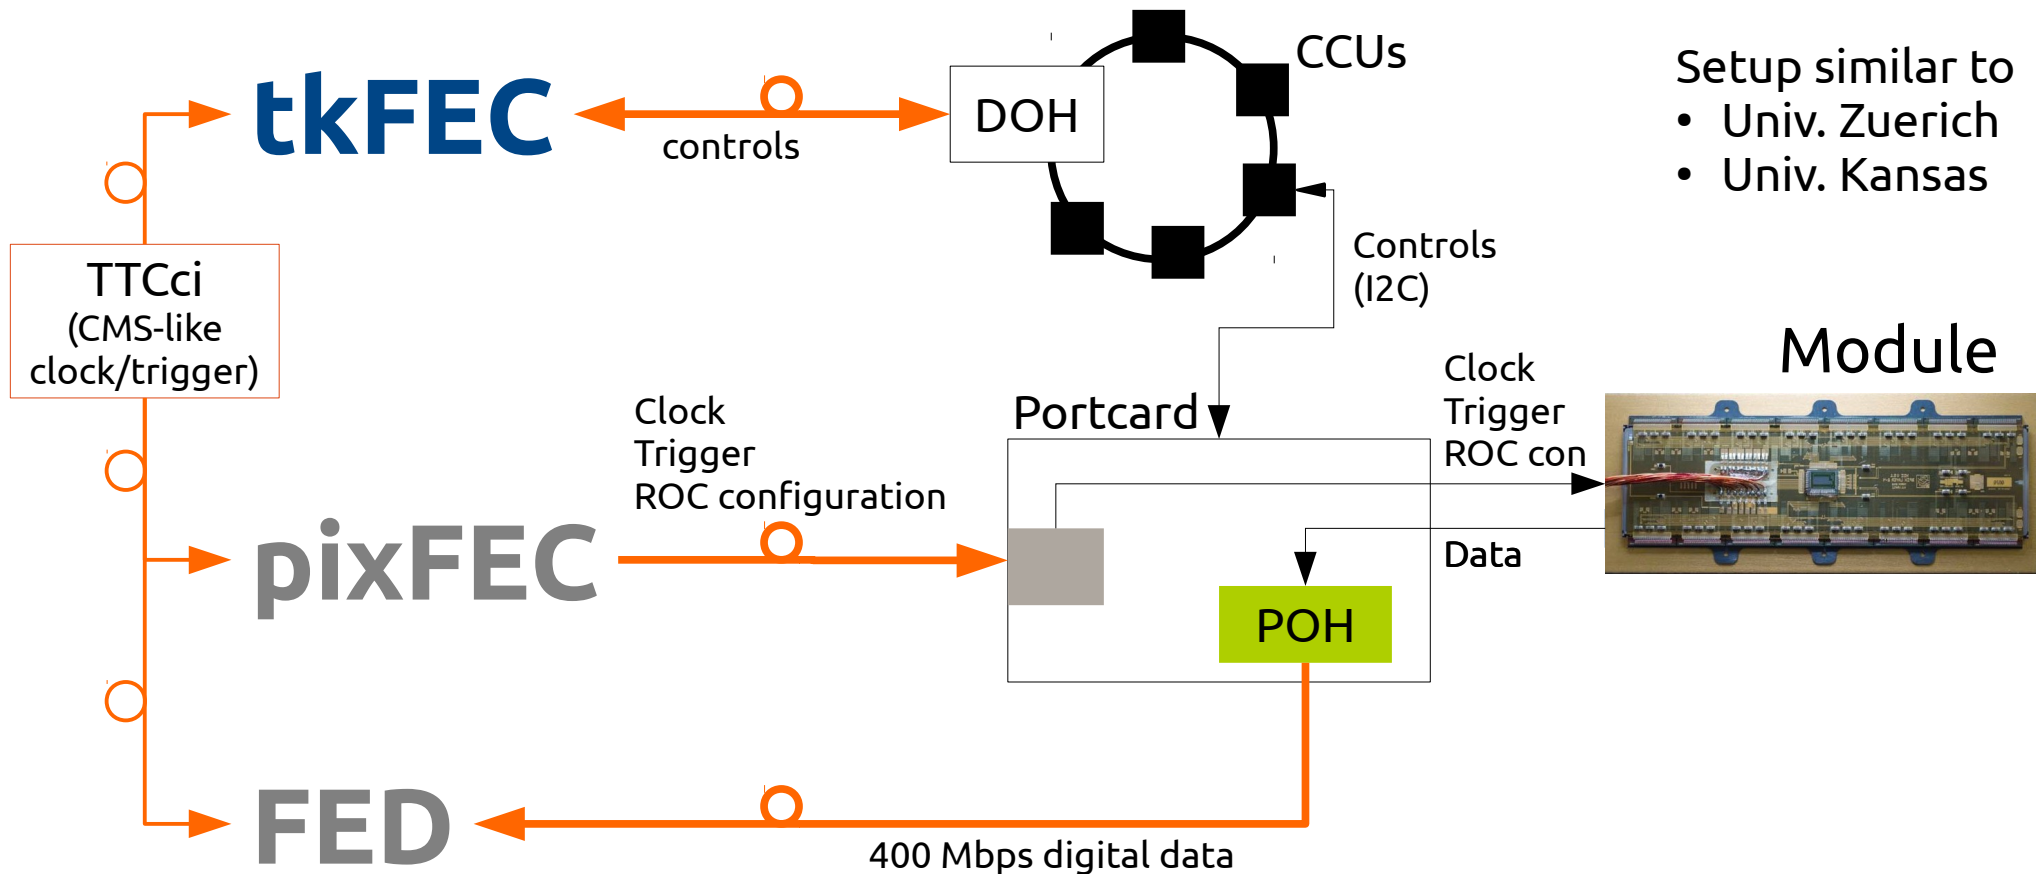 tkFEC
controls
DOH
CCUs
Setup similar to
• Univ. Zuerich
• Univ. Kansas
TTCci
(CMS-like
clock/trigger)
Controls
(I2C)
Module
Clock
Trigger
ROC con
Portcard
Clock
Trigger
ROC configuration
pixFEC
Data
POH
FED
400 Mbps digital data